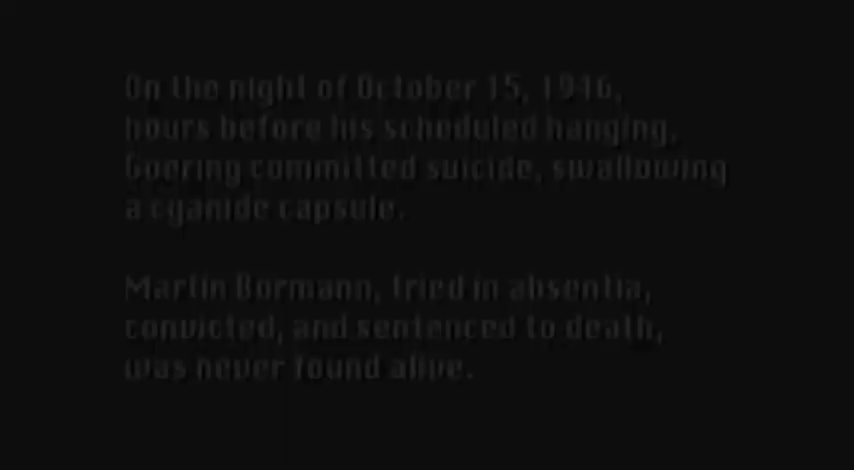 On the night of October 15, 1946,
hours before his scheduled hanging,
Goering committed suicide, swallowing
a cyanide capsule.
Martin Bormann, tried in absentia,
convicted, and sentenced to death,
was never found alive.